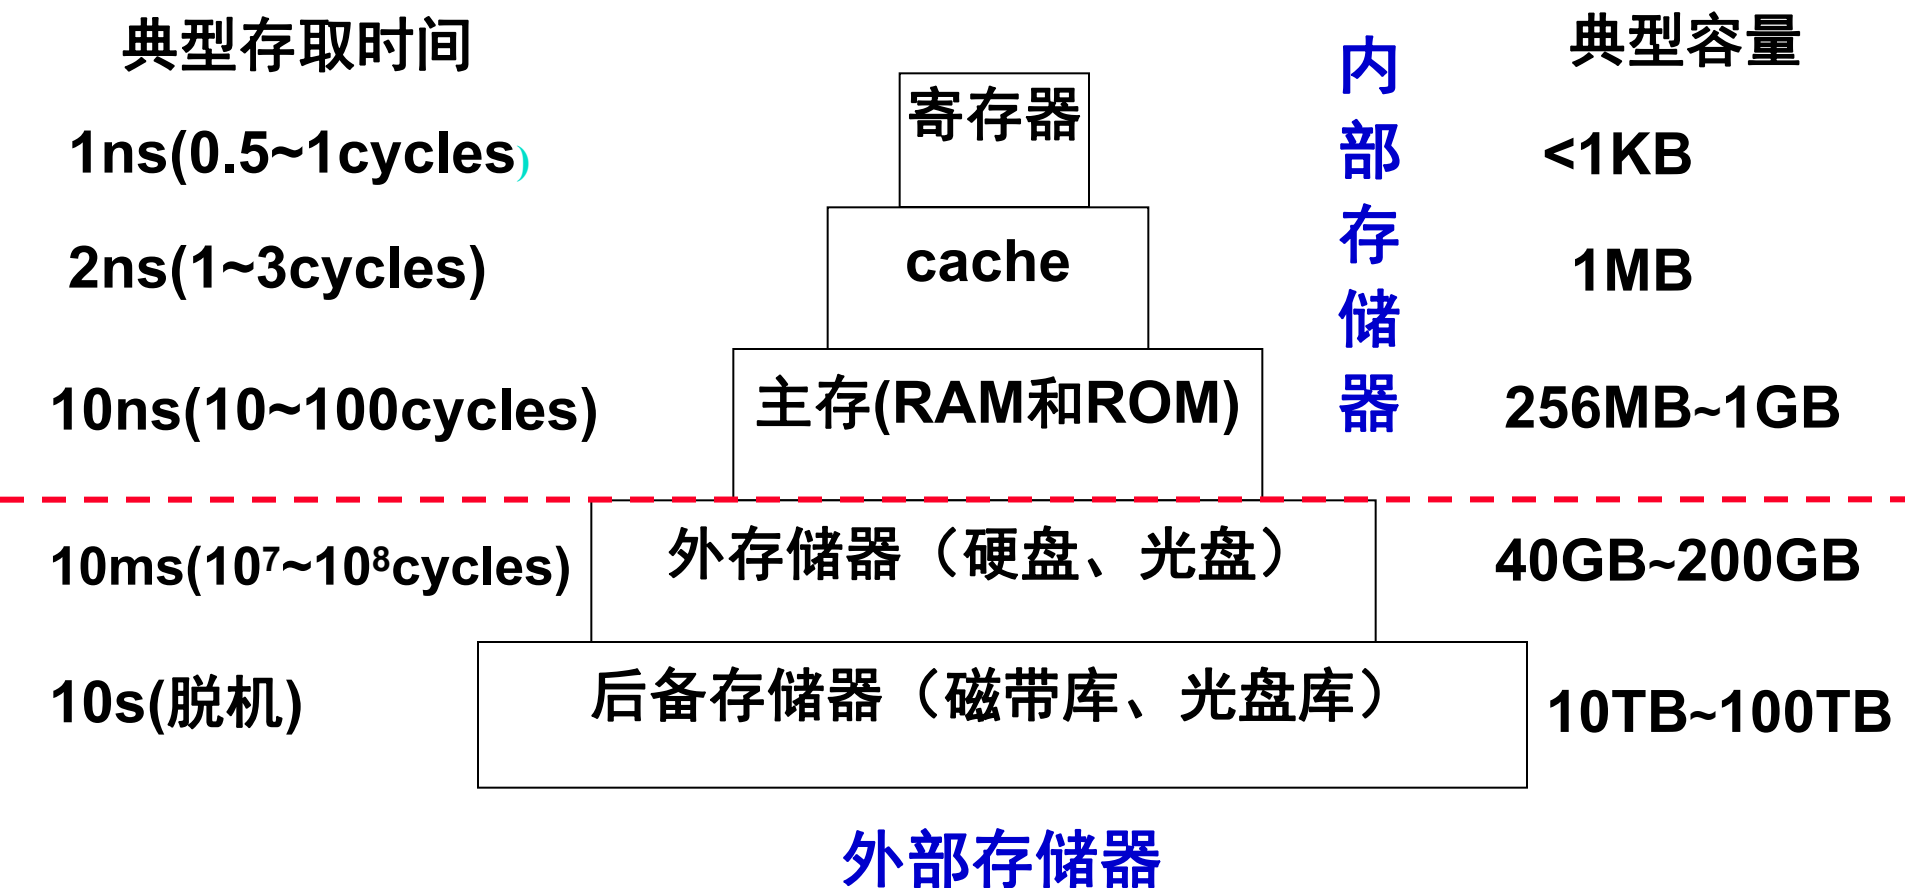 典型存取时间
典型容量
内部存储器
寄存器
1ns(0.5~1cycles)
<1KB
cache
2ns(1~3cycles)
1MB
主存(RAM和ROM)
10ns(10~100cycles)
256MB~1GB
外存储器（硬盘、光盘）
10ms(10⁷~10⁸cycles)
40GB~200GB
后备存储器（磁带库、光盘库）
10s(脱机)
10TB~100TB
外部存储器